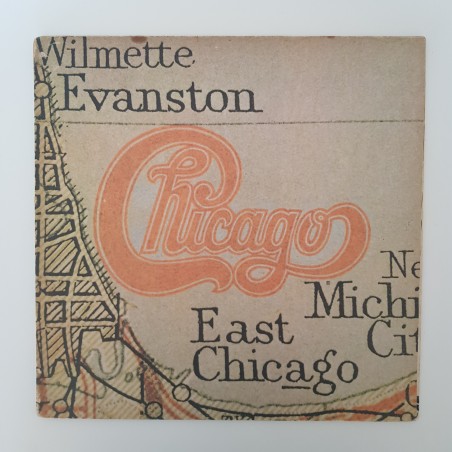 Wilmette
Evanston
Chicago
Ne
Michi
Cit
East
Chicago